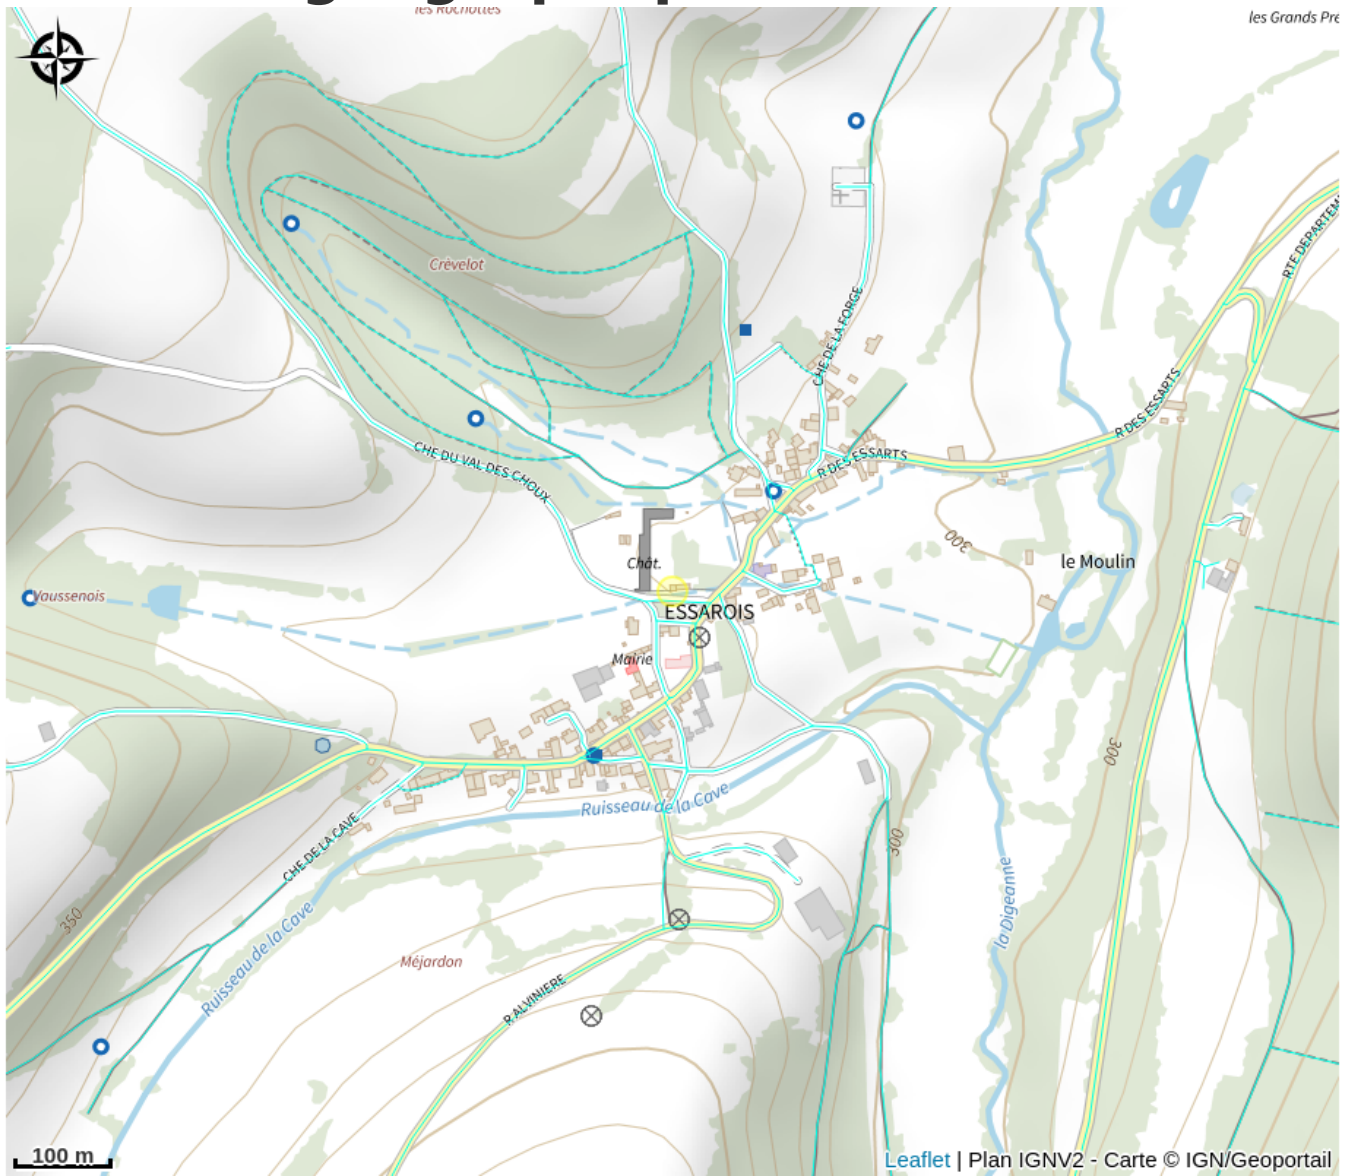 les Rochottes
les Grands Pre
Crévelot
CHE DE LA FORGE
RTE DEPARTEM
R DES ESSARTS
R DES ESSARTS
CHE DU VAL DES CHOUX
300
le Moulin
Chât.
Vaussenois
ESSAROIS
Mairie
300
Ruisseau de la Cave
CHE DE LA CAVE
300
350
la Digeanne
Ruisseau de la Cave
Méjardon
R ALVINIERE
100 m
Leaflet | Plan IGNV2 - Carte © IGN/Geoportail